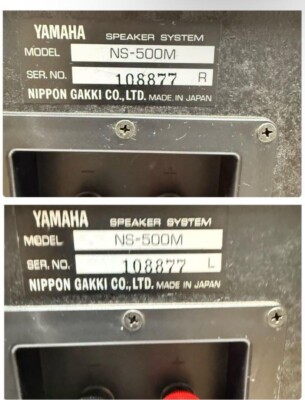 YAMAHA SPEAKER SYSTEM
MODEL NS-500M
SER. NO. 108877 R
NIPPON GAKKI CO., LTD. MADE IN JAPAN
- +
YAMAHA SPEAKER SYSTEM
MODEL NS-500M
SER. NO. 108877 L
NIPPON GAKKI CO., LTD. MADE IN JAPAN
- +